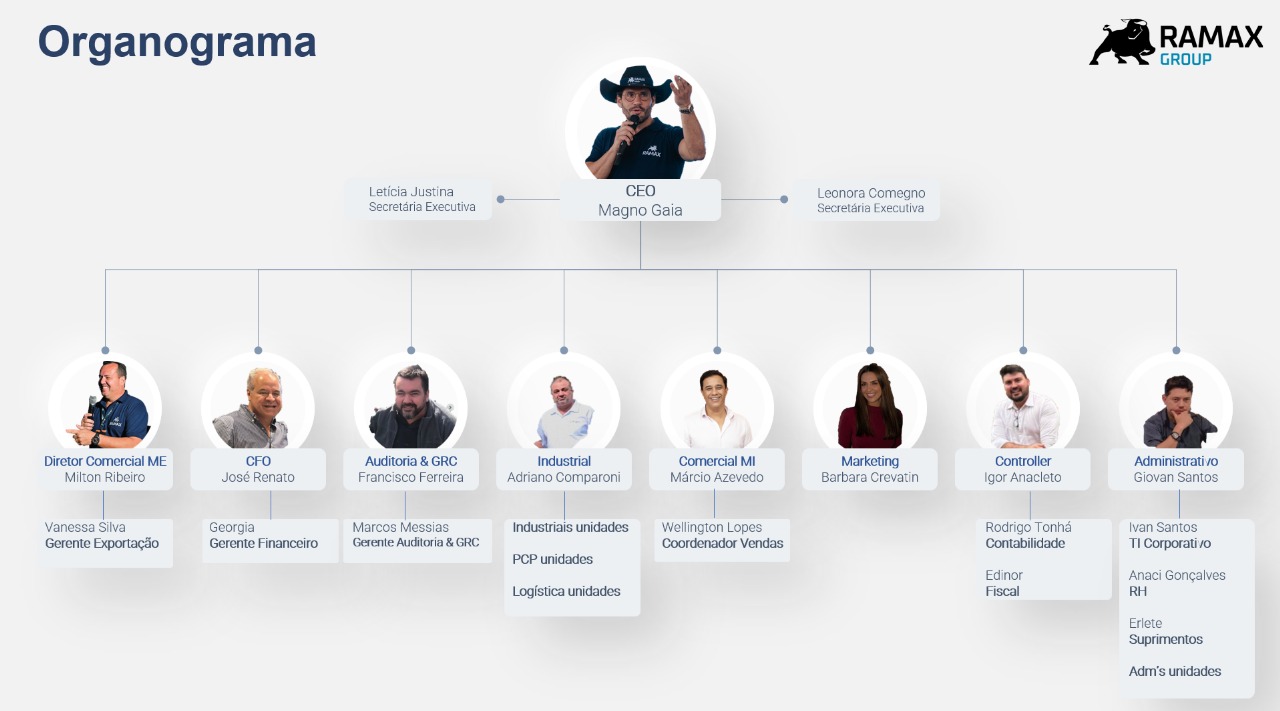 Organograma
RAMAX
GROUP
RAMAX
CEO
Magno Gaia
Letícia Justina
Secretária Executiva
Leonora Comegno
Secretária Executiva
Diretor Comercial ME
Milton Ribeiro
CFO
José Renato
Auditoria & GRC
Francisco Ferreira
Industrial
Adriano Comparoni
Comercial MI
Márcio Azevedo
Marketing
Barbara Crevatin
Controller
Igor Anacleto
Administrativo
Giovan Santos
Vanessa Silva
Gerente Exportação
Georgia
Gerente Financeiro
Marcos Messias
Gerente Auditoria & GRC
Industriais unidades
PCP unidades
Logística unidades
Wellington Lopes
Coordenador Vendas
Rodrigo Tonhá
Contabilidade
Edinor
Fiscal
Ivan Santos
TI Corporativo
Anaci Gonçalves
RH
Erlete
Suprimentos
Adm’s unidades